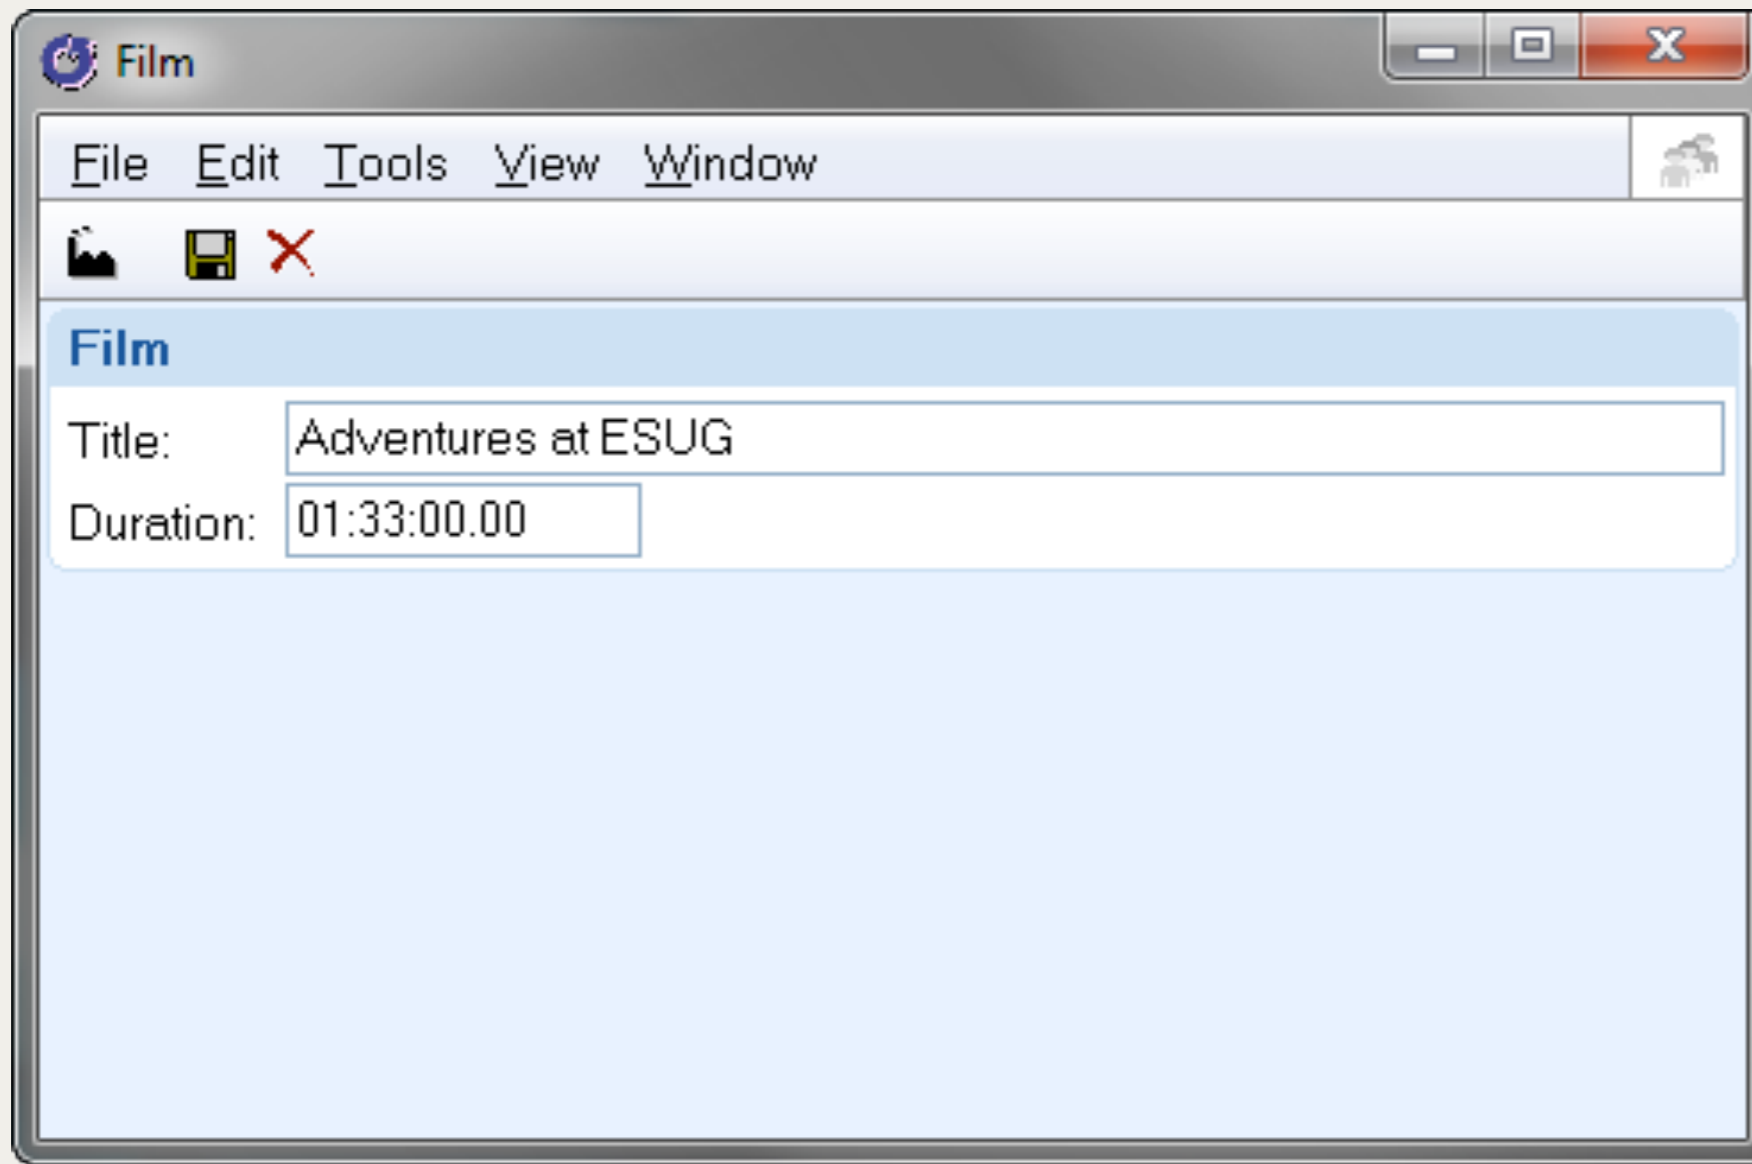 Film
File Edit Tools View Window
Film
Title: Adventures at ESUG
Duration: 01:33:00.00